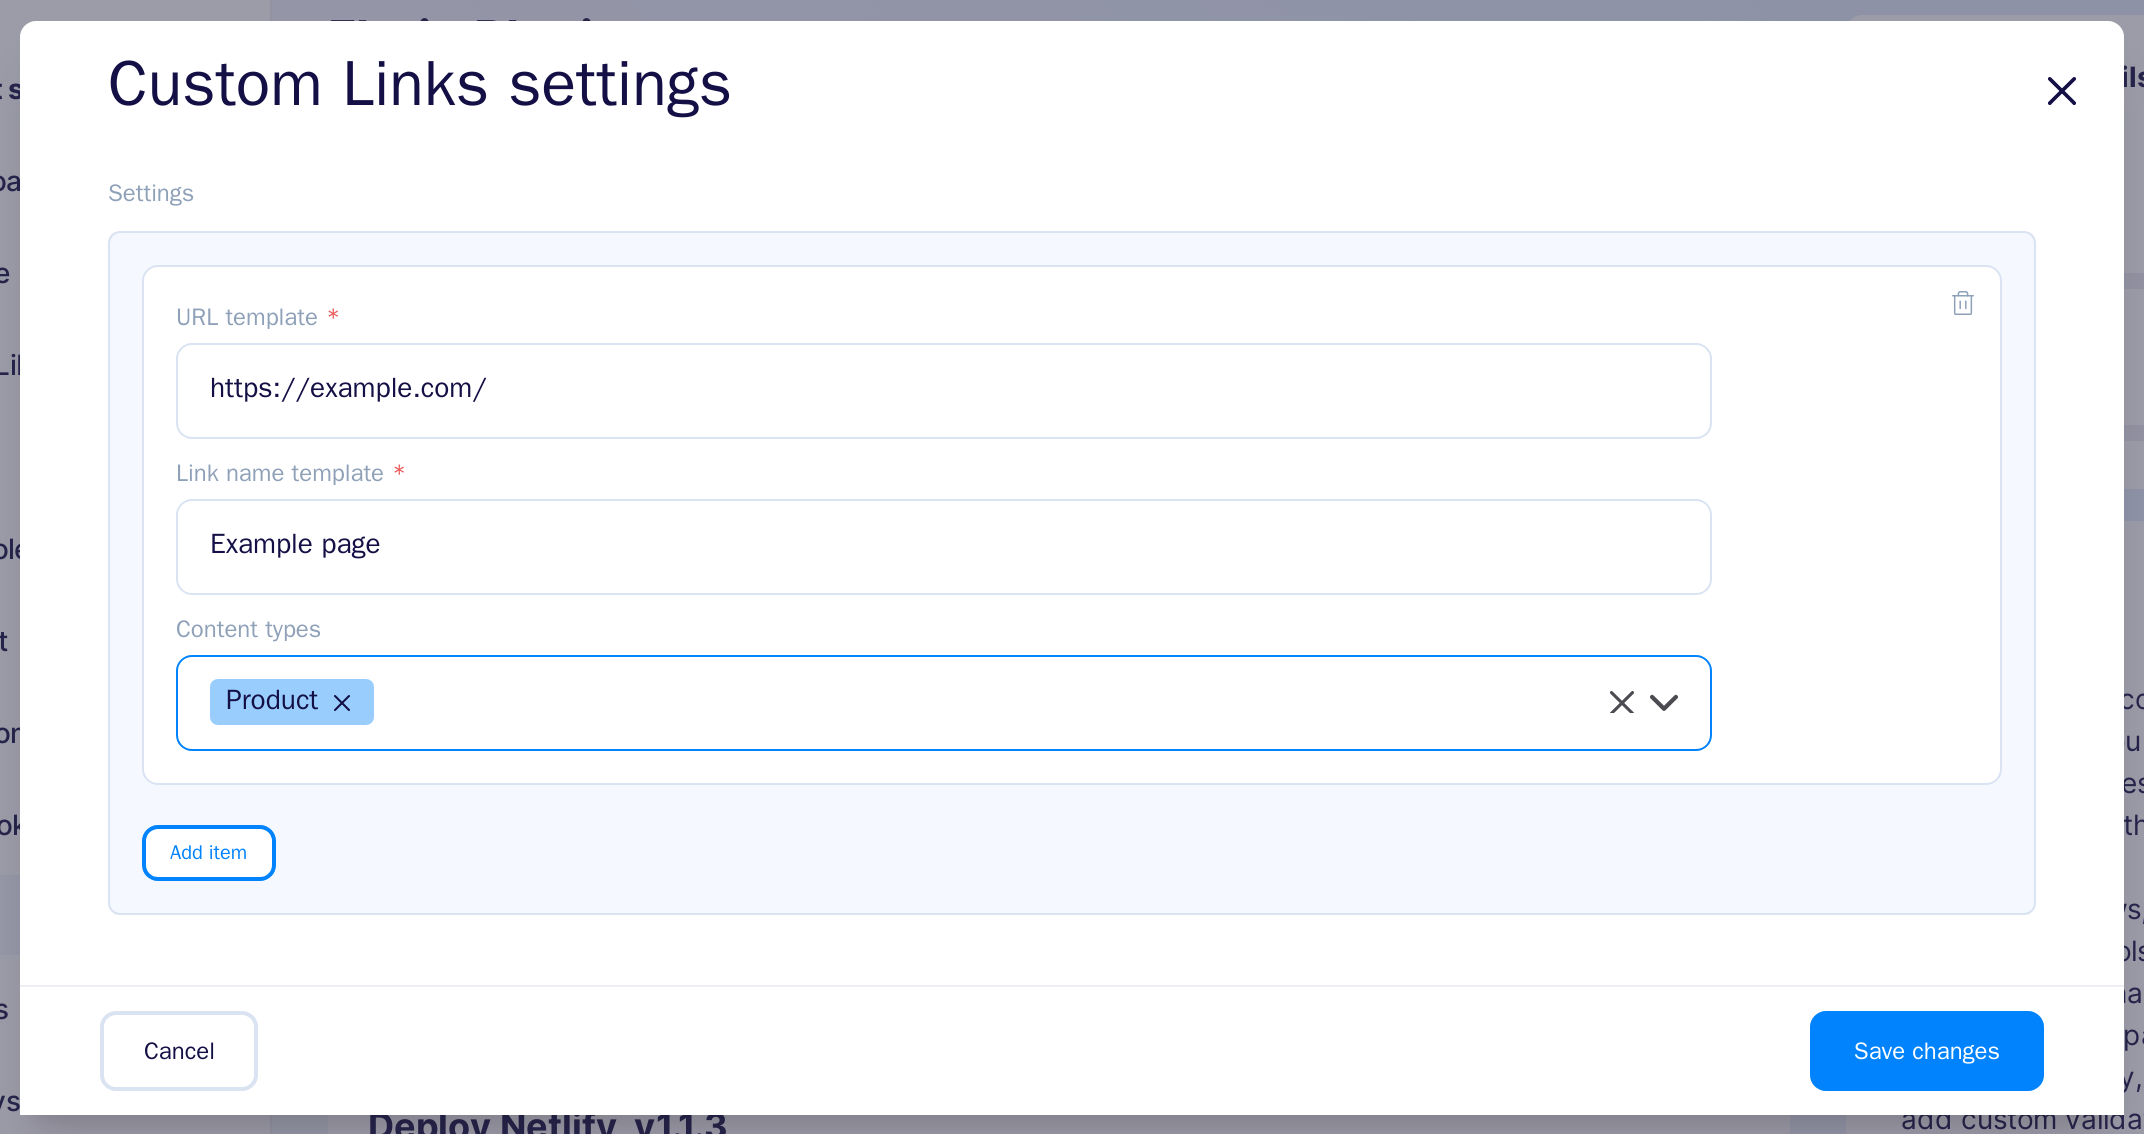 Custom Links settings
Settings
URL template *
https://example.com/
Link name template *
Example page
Content types
Product
Add item
Cancel
Save changes
Deploy Netlify, v1.1.3
add custom valida